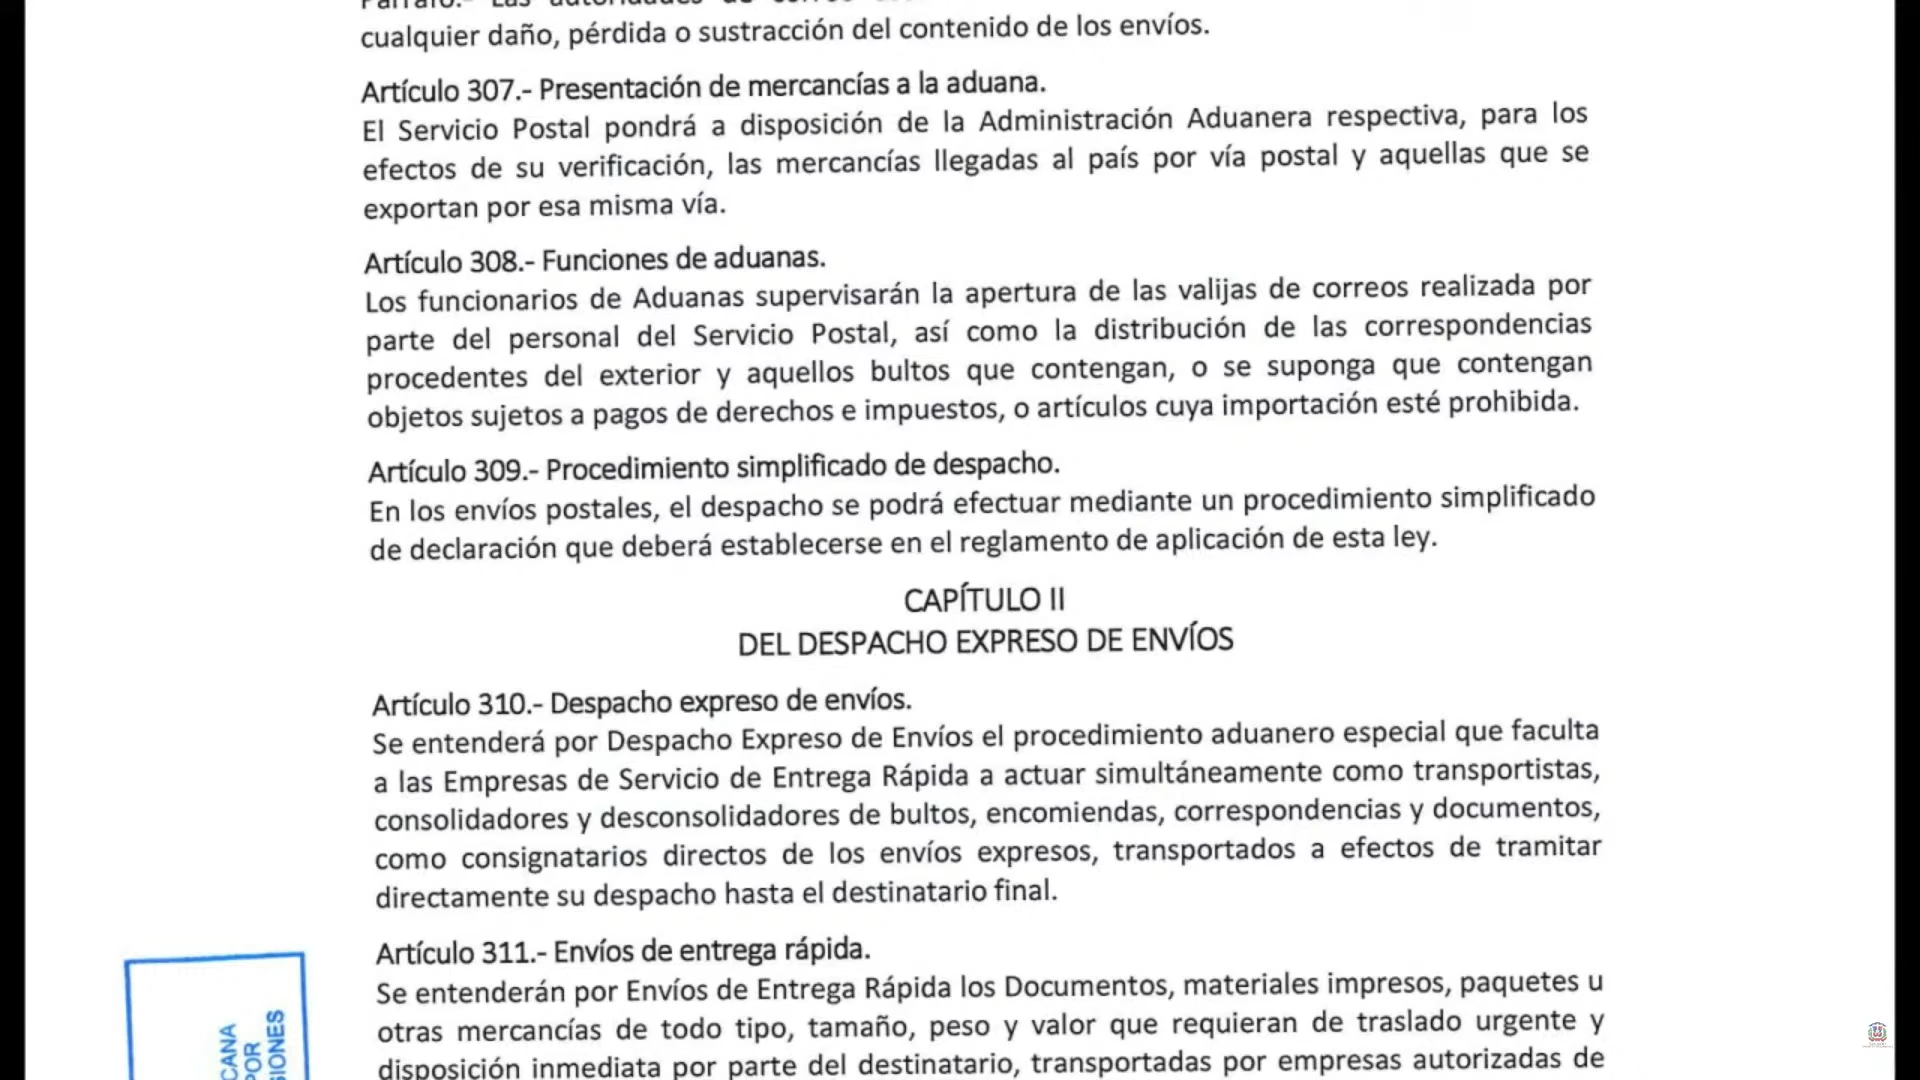 cualquier daño, pérdida o sustracción del contenido de los envíos.
Artículo 307.- Presentación de mercancías a la aduana.
El Servicio Postal pondrá a disposición de la Administración Aduanera respectiva, para los
efectos de su verificación, las mercancías llegadas al país por vía postal y aquellas que se
exportan por esa misma vía.
Artículo 308.- Funciones de aduanas.
Los funcionarios de Aduanas supervisarán la apertura de las valijas de correos realizada por
parte del personal del Servicio Postal, así como la distribución de las correspondencias
procedentes del exterior y aquellos bultos que contengan, o se suponga que contengan
objetos sujetos a pagos de derechos e impuestos, o artículos cuya importación esté prohibida.
Artículo 309.- Procedimiento simplificado de despacho.
En los envíos postales, el despacho se podrá efectuar mediante un procedimiento simplificado
de declaración que deberá establecerse en el reglamento de aplicación de esta ley.
CAPÍTULO II
DEL DESPACHO EXPRESO DE ENVÍOS
Artículo 310.- Despacho expreso de envíos.
Se entenderá por Despacho Expreso de Envíos el procedimiento aduanero especial que faculta
a las Empresas de Servicio de Entrega Rápida a actuar simultáneamente como transportistas,
consolidadores y desconsolidadores de bultos, encomiendas, correspondencias y documentos,
como consignatarios directos de los envíos expresos, transportados a efectos de tramitar
directamente su despacho hasta el destinatario final.
Artículo 311.- Envíos de entrega rápida.
Se entenderán por Envíos de Entrega Rápida los Documentos, materiales impresos, paquetes u
otras mercancías de todo tipo, tamaño, peso y valor que requieran de traslado urgente y
disposición inmediata por parte del destinatario, transportadas por empresas autorizadas de
CANA
POR
IONES